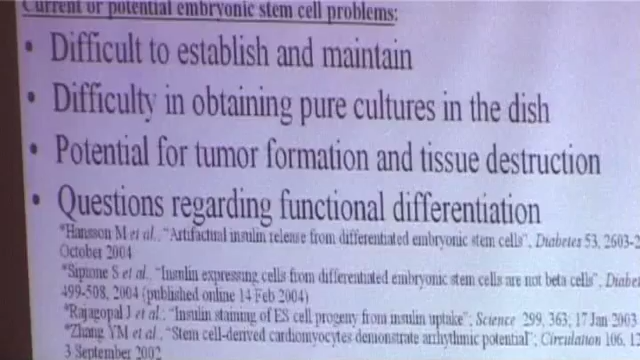 Current or potential embryonic stem cell problems:
• Difficult to establish and maintain
• Difficulty in obtaining pure cultures in the dish
• Potential for tumor formation and tissue destruction
• Questions regarding functional differentiation
*Hansson M et al., "Artifactual insulin release from differentiated embryonic stem cells", Diabetes 53, 2603-2
October 2004
*Sipione S et al., "Insulin expressing cells from differentiated embryonic stem cells are not beta cells", Diabet
499-508, 2004 (published online 14 Feb 2004)
*Rajagopal J et al., "Insulin staining of ES cell progeny from insulin uptake"; Science 299, 363; 17 Jan 2003
*Zhang YM et al., "Stem cell-derived cardiomyocytes demonstrate arrhythmic potential"; Circulation 106, 1
3 September 2002